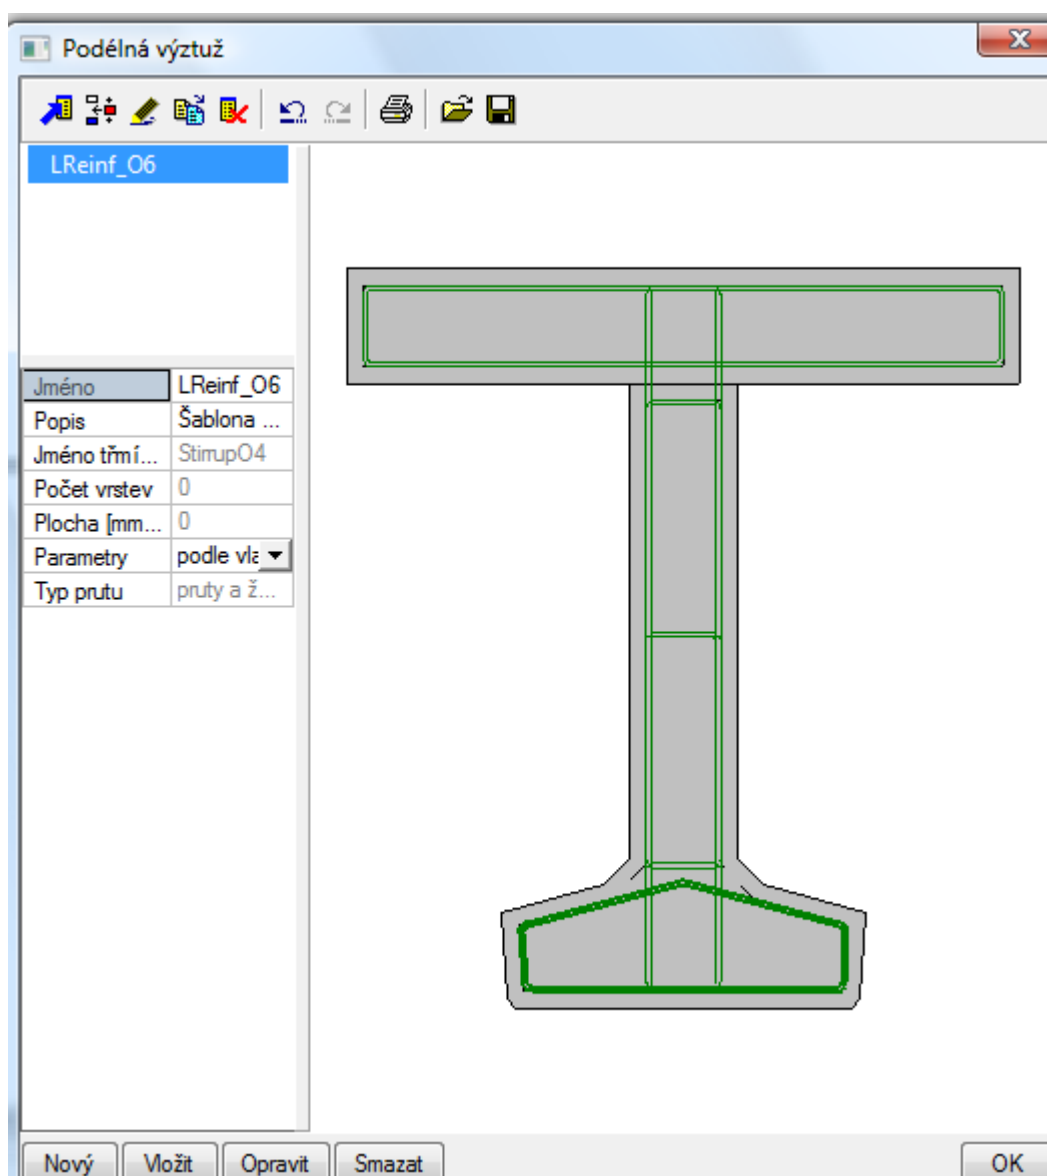 Podélná výztuž
LReinf_O6
Jméno LReinf_O6
Popis Šablona ...
Jméno třmí... StirrupO4
Počet vrstev 0
Plocha [mm... 0
Parametry podle vla
Typ prutu pruty a ž...
Nový Vložit Opravit Smazat OK